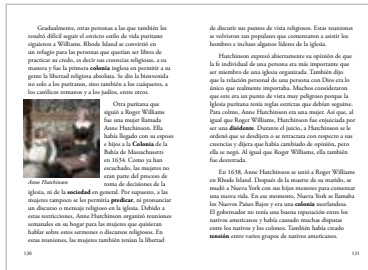 Gradualmente, otras personas a las que también les
resultó difícil seguir el estricto estilo de vida puritano
siguieron a Williams. Rhode Island se convirtió en
un refugio para las personas que querían ser libres de
practicar su credo, es decir sus creencias religiosas, a su
manera y fue la primera colonia inglesa en permitir a su
gente la libertad religiosa absoluta. Se dio la bienvenida
no solo a los puritanos, sino también a los cuáqueros, a
los católicos romanos y a los judíos, entre otros.
Otra puritana que
siguió a Roger Williams
fue una mujer llamada
Anne Hutchinson. Ella
había llegado con su esposo
e hijos a la Colonia de la
Bahía de Massachusetts
en 1634. Como ya han
escuchado, las mujeres no
eran parte del proceso de
toma de decisiones de la
Anne Hutchinson
iglesia, ni de la sociedad en general. Por supuesto, a las
mujeres tampoco se les permitía predicar, ni pronunciar
un discurso o mensaje religioso en la iglesia. Debido a
estas restricciones, Anne Hutchinson organizó reuniones
semanales en su hogar para las mujeres que quisieran
hablar sobre estos sermones o discursos religiosos. En
estas reuniones, las mujeres también tenían la libertad
130
de discutir sus puntos de vista religiosos. Estas reuniones
se volvieron tan populares que comenzaron a asistir los
hombres e incluso algunos líderes de la iglesia.
Hutchinson expresó abiertamente su opinión de que
la fe individual de una persona era más importante que
ser miembro de una iglesia organizada. También dijo
que la relación personal de una persona con Dios era lo
único que realmente importaba. Muchos consideraron
que este era un punto de vista muy peligroso porque la
Iglesia puritana tenía reglas estrictas que debían seguirse.
Para colmo, Anne Hutchinson era una mujer. Así que, al
igual que Roger Williams, Hutchinson fue enjuiciada por
ser una disidente. Durante el juicio, a Hutchinson se le
ordenó que se desdijera o se retractara con respecto a sus
creencias y dijera que había cambiado de opinión, pero
ella se negó. Al igual que Roger Williams, ella también
fue desterrada.
En 1638, Anne Hutchinson se unió a Roger Williams
en Rhode Island. Después de la muerte de su marido, se
mudó a Nueva York con sus hijos menores para comenzar
una nueva vida. En ese momento, Nueva York se llamaba
los Nuevos Países Bajos y era una colonia neerlandesa.
El gobernador no tenía una buena reputación entre los
nativos americanos y había causado muchas disputas
entre los nativos y los colonos. También había creado
tensión entre varios grupos de nativos americanos.
131